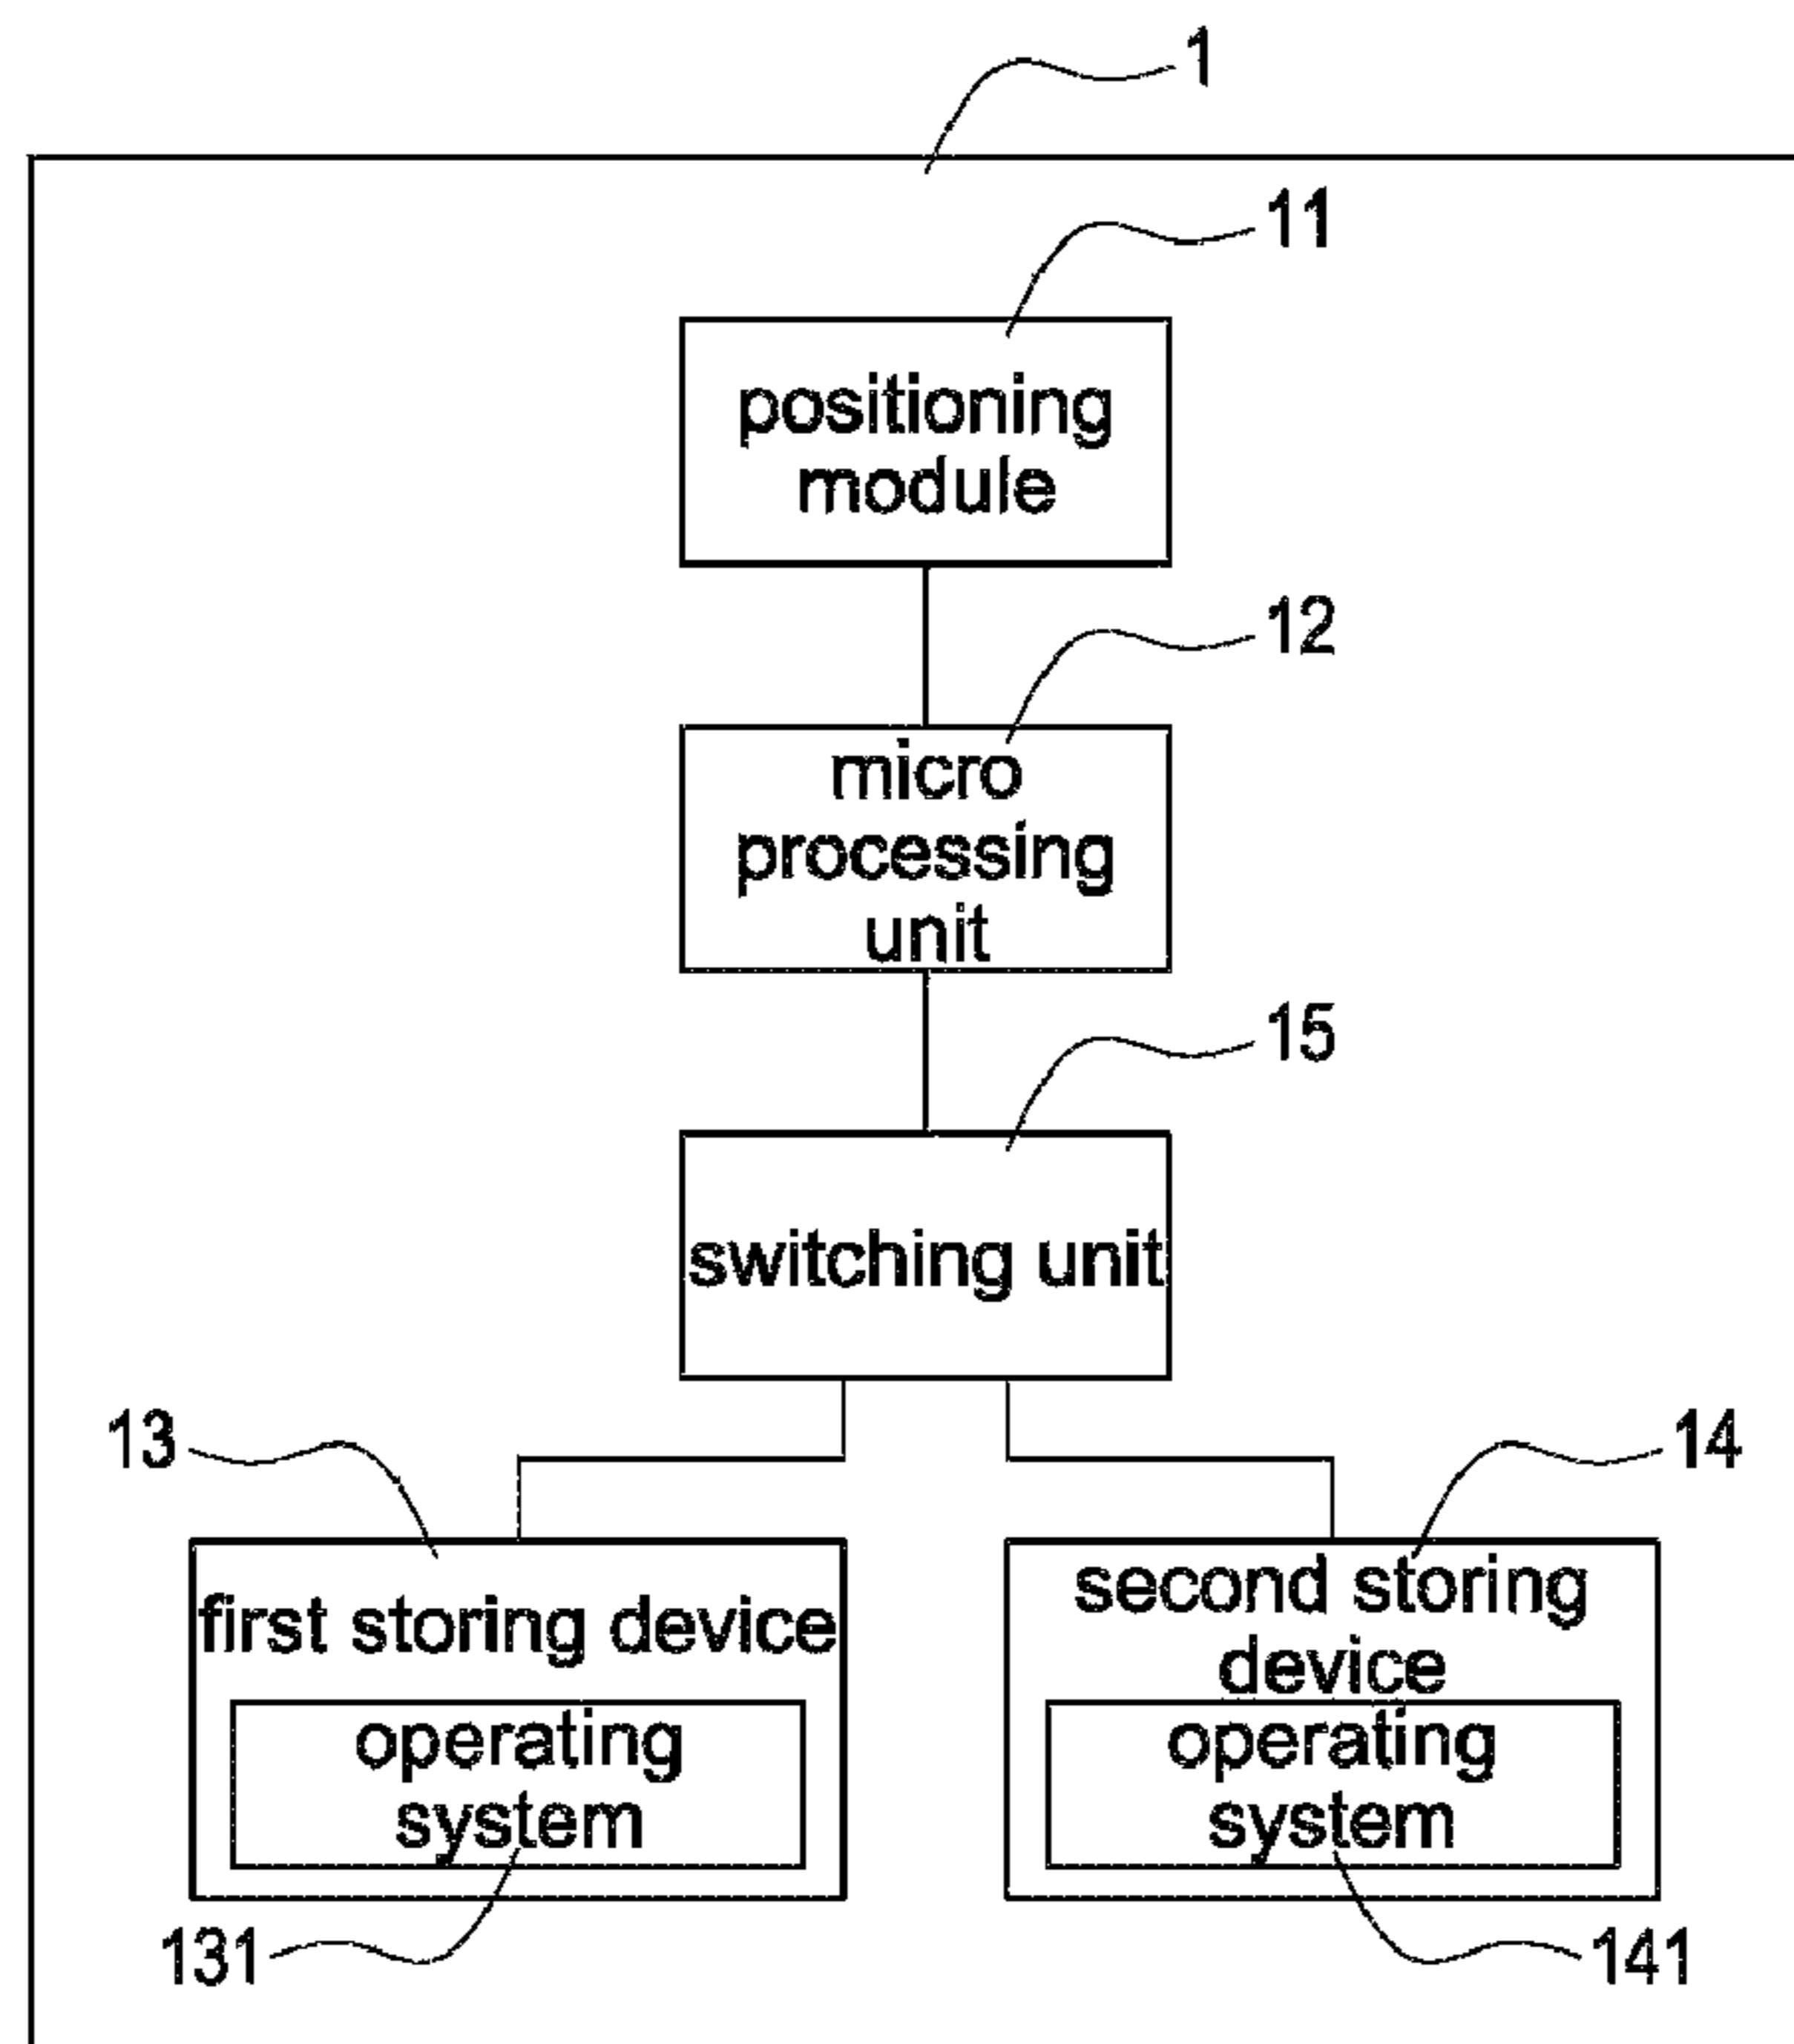 1
11
positioning
module
12
micro
processing
unit
15
switching unit
13
14
first storing device
second storing
device
operating
system
operating
system
131
141